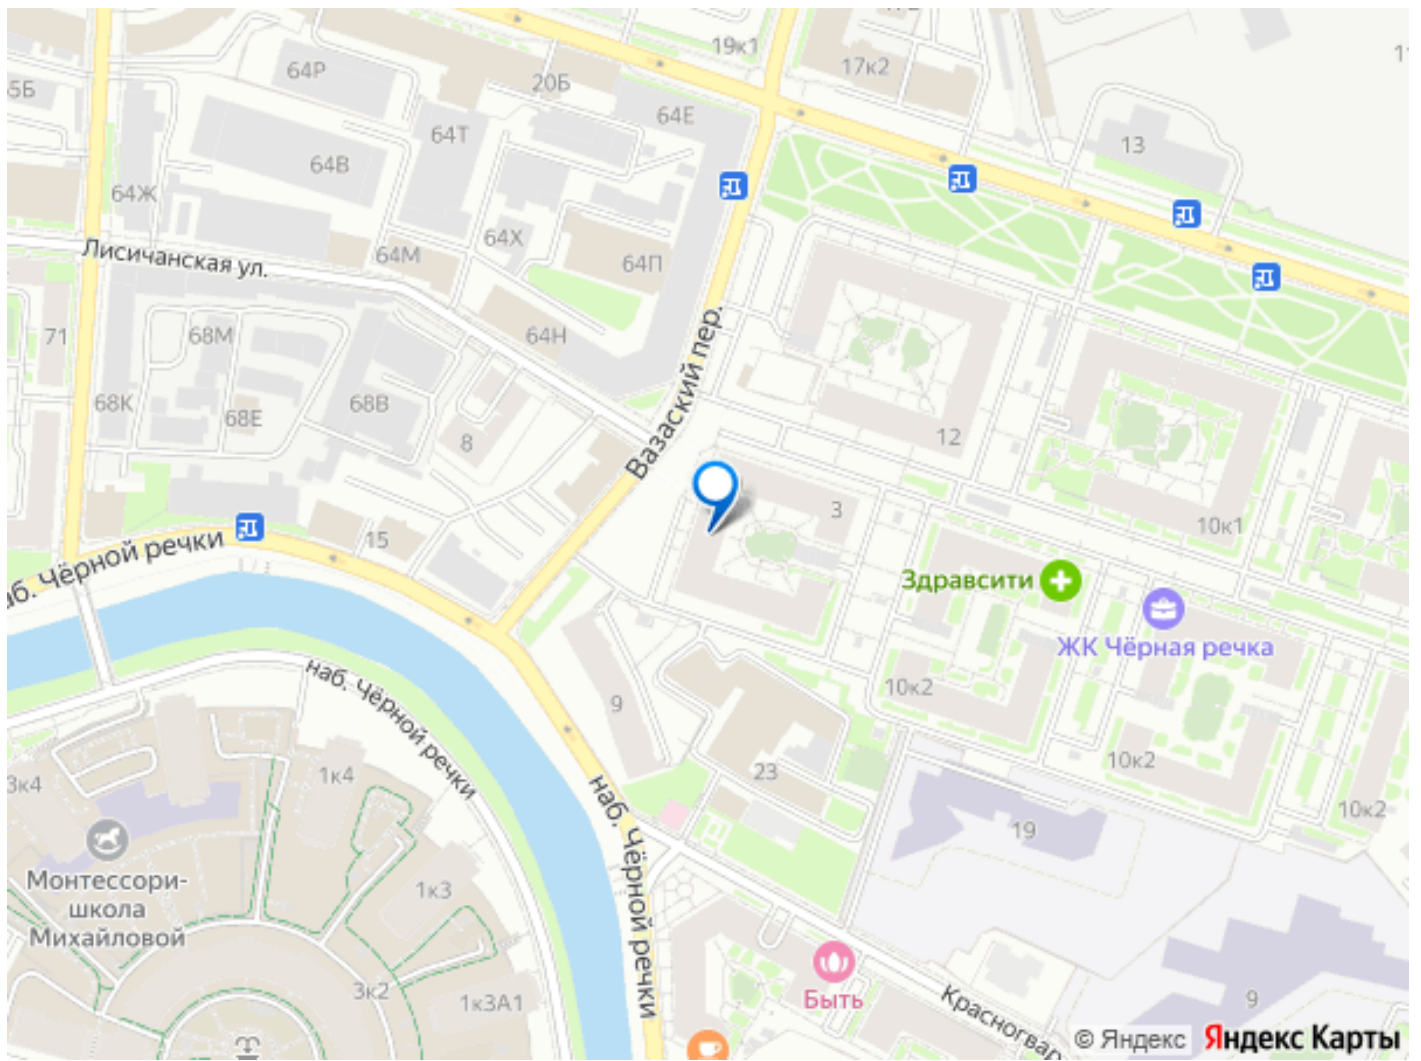 19к1
17к2
64Р
20Б
64Е
64Т
13
64В
64Ж
64Х
Лисичанская ул.
64М
64П
Вазаский пер.
71
68М
64Н
68К
68В
68Е
8
12
3
10к1
15
наб. Чёрной речки
Здравсити
ЖК Чёрная речка
наб. Чёрной речки
9
10к2
10к2
23
3к4
1к4
10к2
наб. Чёрной речки
19
Монтессори-
школа
Михайловой
1к3
3к2
1к3А1
Быть
9
Красногвар
© Яндекс
Яндекс Карты